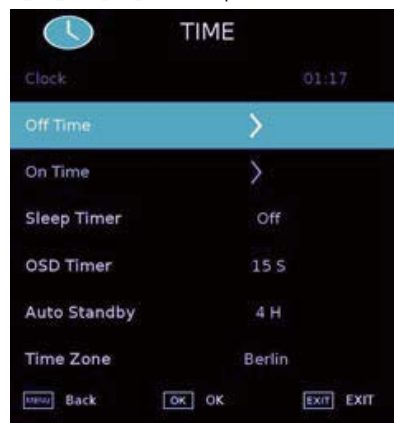 TIME
Clock 01:17
Off Time >
On Time >
Sleep Timer Off
OSD Timer 15 S
Auto Standby 4 H
Time Zone Berlin
MENU Back OK OK EXIT EXIT